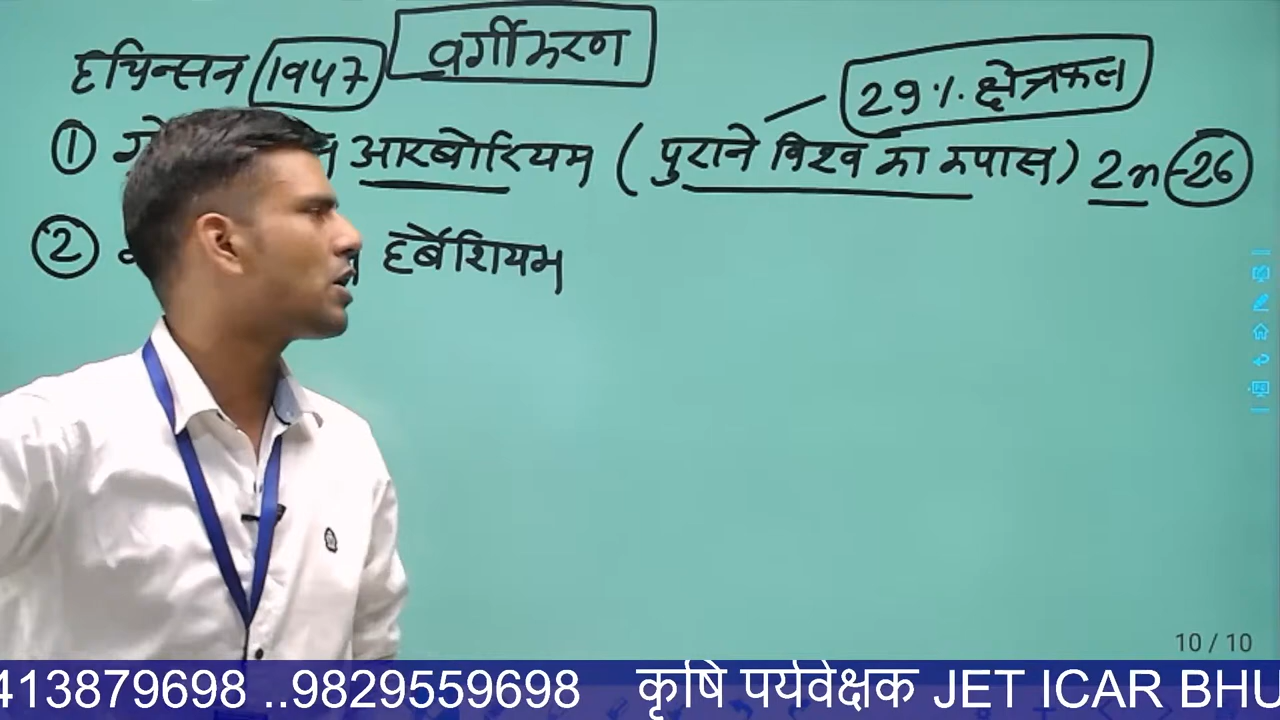 हचिन्सन 1947 वर्गीकरण
29% क्षेत्रफल
① आरबोरियम ( पुराने विश्व का कपास) 2n-26
② हर्बेशियम
10 / 10
413879698 ..9829559698 कृषि पर्यवेक्षक JET ICAR BHU